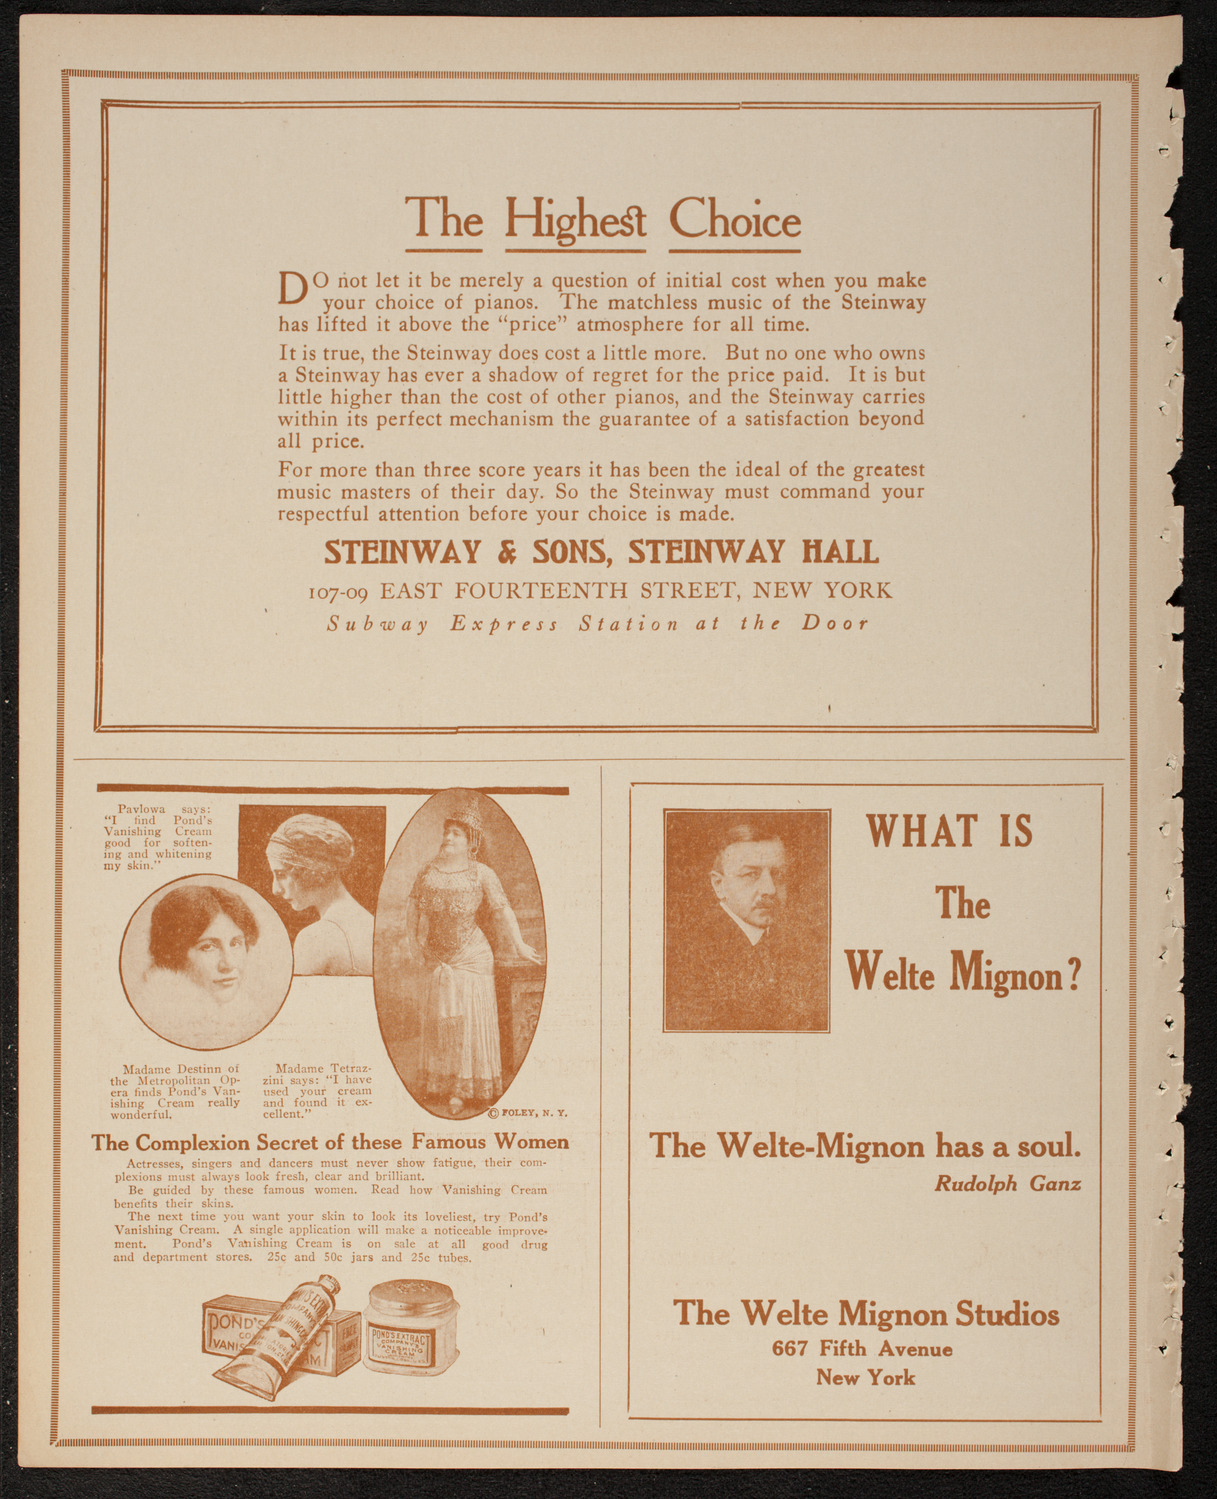 The Highest Choice
DO not let it be merely a question of initial cost when you make
your choice of pianos. The matchless music of the Steinway
has lifted it above the "price" atmosphere for all time.
It is true, the Steinway does cost a little more. But no one who owns
a Steinway has ever a shadow of regret for the price paid. It is but
little higher than the cost of other pianos, and the Steinway carries
within its perfect mechanism the guarantee of a satisfaction beyond
all price.
For more than three score years it has been the ideal of the greatest
music masters of their day. So the Steinway must command your
respectful attention before your choice is made.
STEINWAY & SONS, STEINWAY HALL
107-09 EAST FOURTEENTH STREET, NEW YORK
Subway Express Station at the Door
Pavlowa says:
"I find Pond's
Vanishing Cream
good for soften-
ing and whitening
my skin."
Madame Destinn of
the Metropolitan Op-
era finds Pond's Van-
ishing Cream really
wonderful.
Madame Tetraz-
zini says: "I have
used your cream
and found it ex-
cellent."
© FOLEY, N. Y.
The Complexion Secret of these Famous Women
Actresses, singers and dancers must never show fatigue, their com-
plexions must always look fresh, clear and brilliant.
Be guided by these famous women. Read how Vanishing Cream
benefits their skins.
The next time you want your skin to look its loveliest, try Pond's
Vanishing Cream. A single application will make a noticeable improve-
ment. Pond's Vanishing Cream is on sale at all good drug
and department stores. 25c and 50c jars and 25c tubes.
POND'S
VANIS
POND'S EXTRACT
COMPANY'S
VANISHING
CREAM
WHAT IS
The
Welte Mignon?
The Welte-Mignon has a soul.
Rudolph Ganz
The Welte Mignon Studios
667 Fifth Avenue
New York